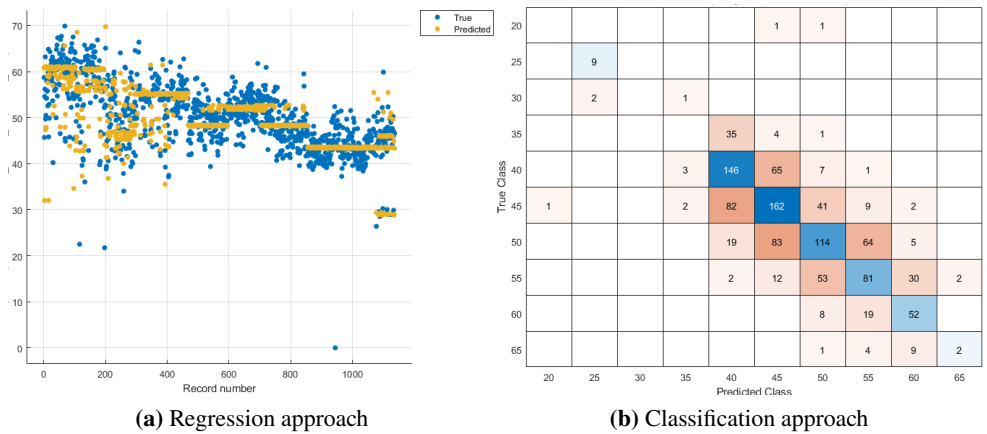 True
Predicted
70
60
50
40
30
20
10
0
0 200 400 600 800 1000
Record number
(a) Regression approach
True Class
20 1 1
25 9
30 2 1
35 35 4 1
40 3 146 65 7 1
45 1 2 82 162 41 9 2
50 19 83 114 64 5
55 2 12 53 81 30 2
60 8 19 52
65 1 4 9 2
20 25 30 35 40 45 50 55 60 65
Predicted Class
(b) Classification approach